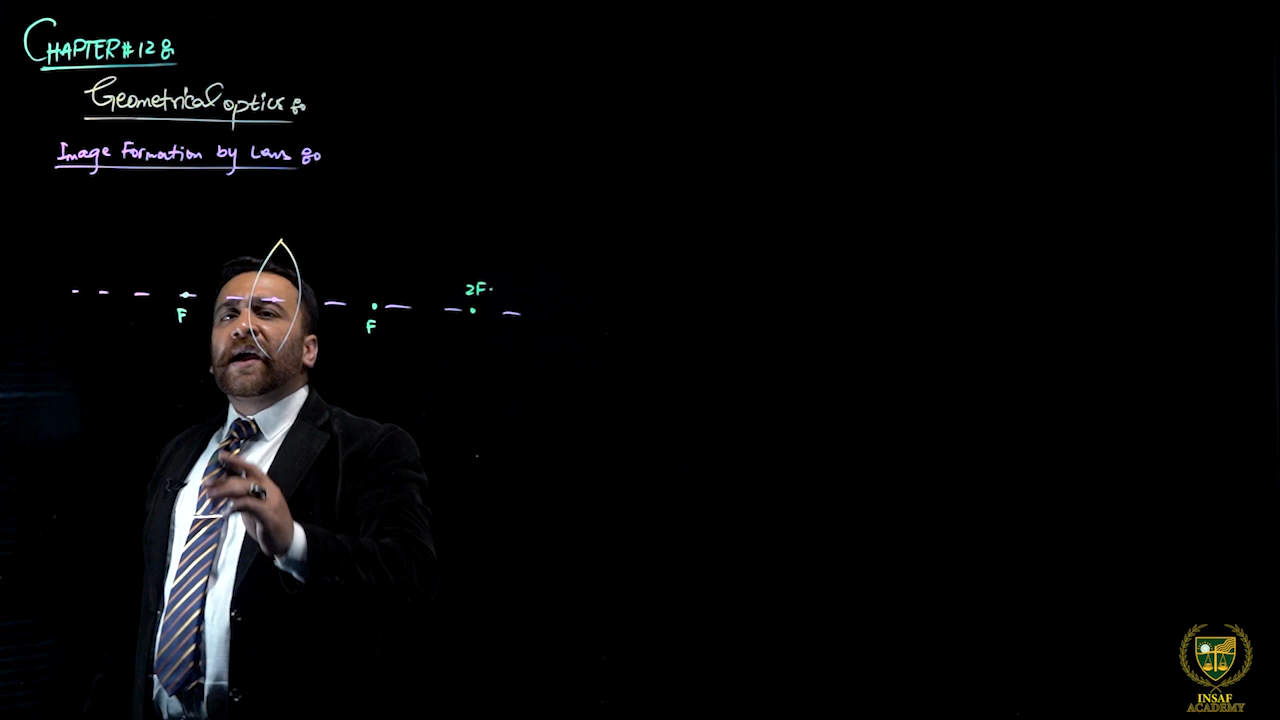 CHAPTER # 12 :
Geometrical optics :
Image Formation by Lens :
2F
F
F
INSAF
ACADEMY